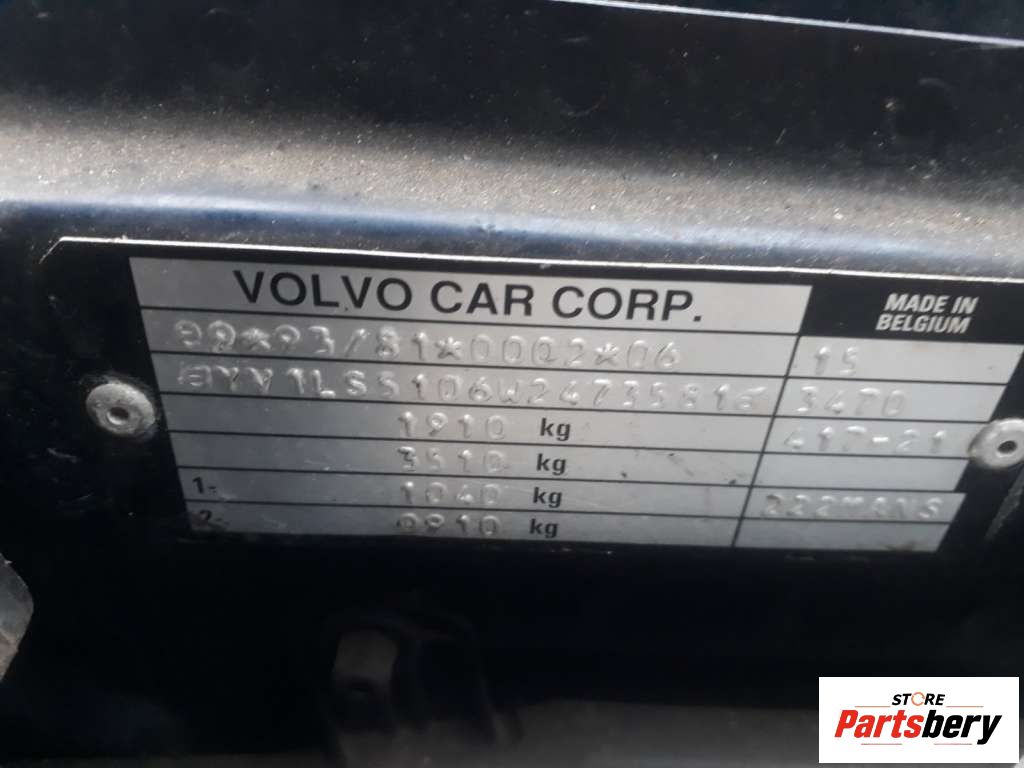 VOLVO CAR CORP.
MADE IN
BELGIUM
e9*93/81*0002*06
15
YV1LS5106W2473581
3470
1910 kg
417-21
3510 kg
1- 1040 kg
2- 0910 kg
STORE
Partsbery